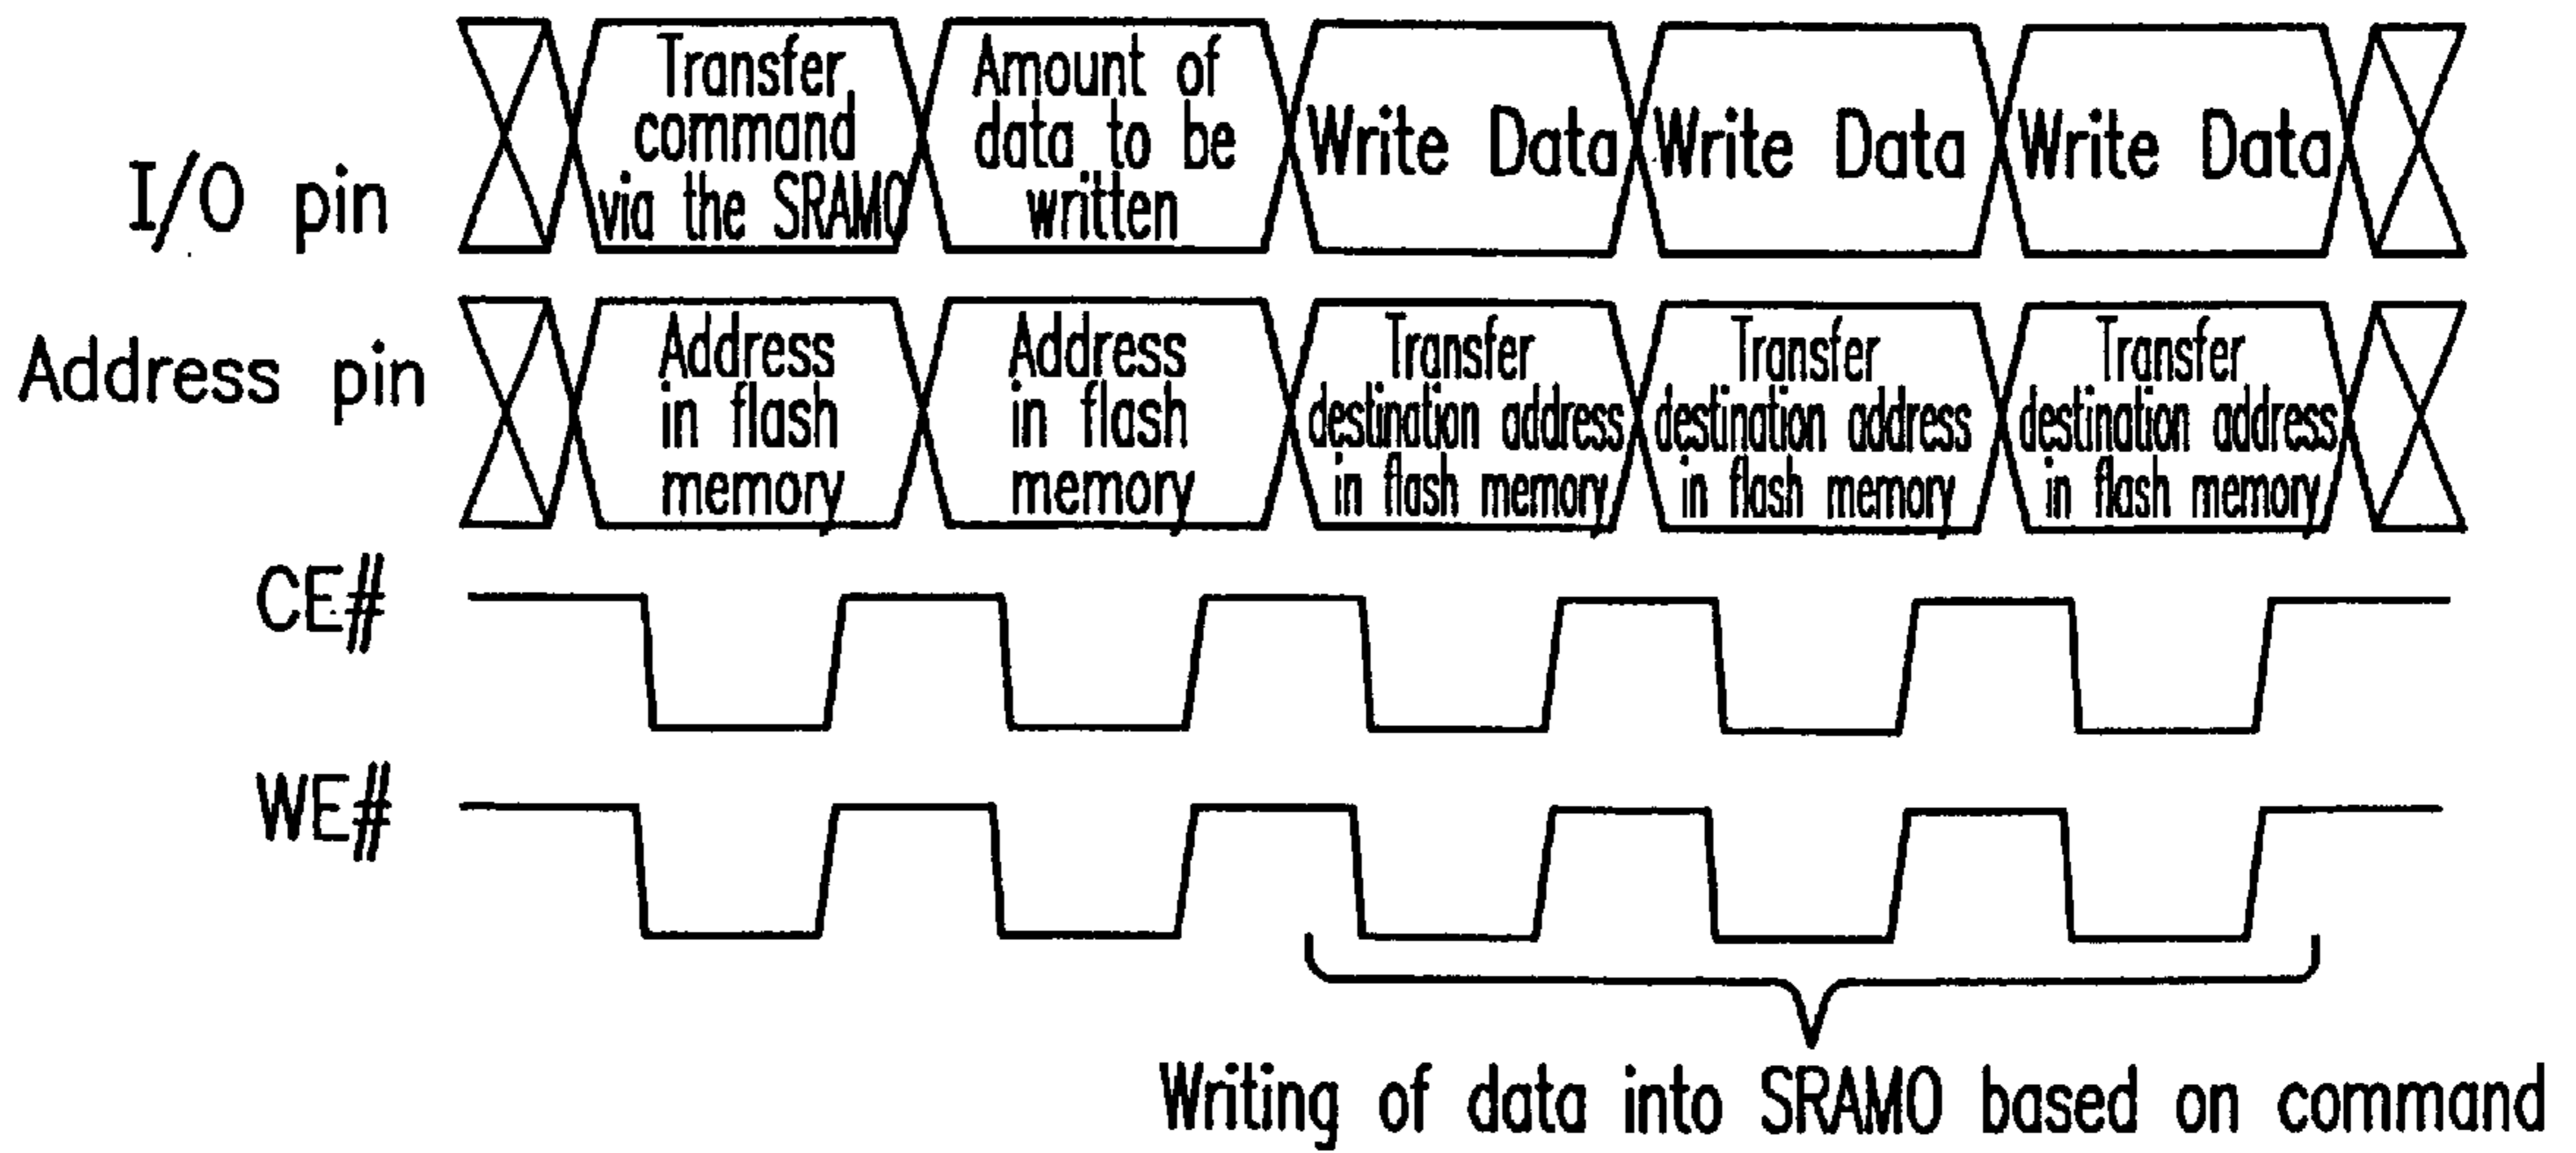 I/O pin
Transfer
command
via the SRAM0
Amount of
data to be
written
Write Data
Write Data
Write Data
Address pin
Address
in flash
memory
Address
in flash
memory
Transfer
destination address
in flash memory
Transfer
destination address
in flash memory
Transfer
destination address
in flash memory
CE#
WE#
Writing of data into SRAM0 based on command